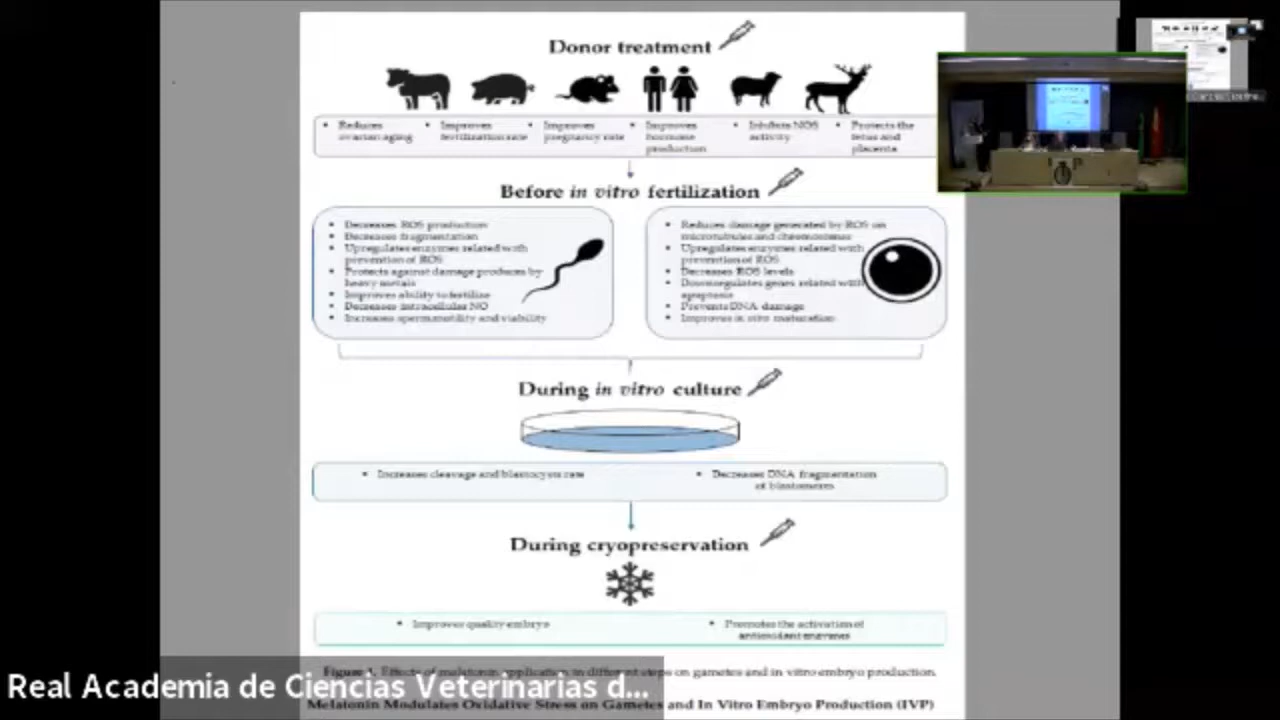 Donor treatment
Reduces ovarian aging
Improves fertilization rate
Improves pregnancy rate
Improves hormone production
Inhibits NOS activity
Protects the fetus and placenta
Before in vitro fertilization
Decreases ROS production
Decreases fragmentation
Upregulates enzymes related with
prevention of ROS
Protects against damage produces by
heavy metals
Improves ability to fertilize
Decreases intracellular NO
Increases sperm motility and viability
Reduces damage generated by ROS on
microtubules and chromosomes
Upregulates enzymes related with
prevention of ROS
Decreases ROS levels
Downregulates genes related with
apoptosis
Prevents DNA damage
Improves in vitro maturation
During in vitro culture
Increases cleavage and blastocysts rate
Decreases DNA fragmentation
of blastomeres
During cryopreservation
Improves quality embryo
Promotes the activation of
antioxidant enzymes
Figure 1. Effects of melatonin application in different steps on gametes and in vitro embryo production.
Real Academia de Ciencias Veterinarias d...
Melatonin Modulates Oxidative Stress on Gametes and In Vitro Embryo Production (IVP)